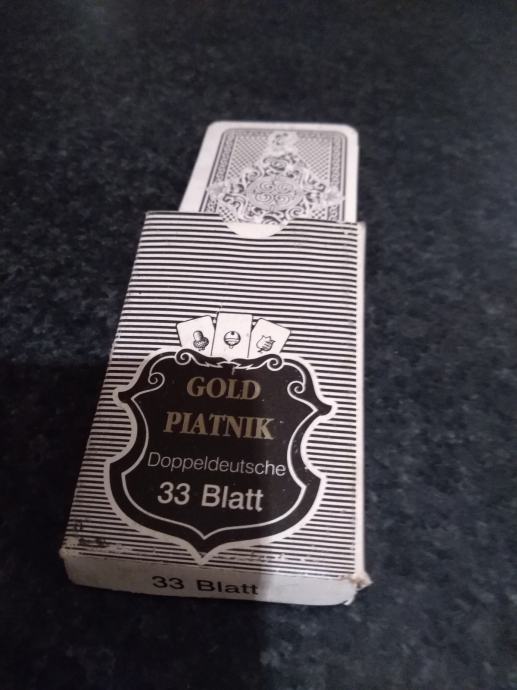 GOLD
PIATNIK
Doppeldeutsche
33 Blatt
33 Blatt